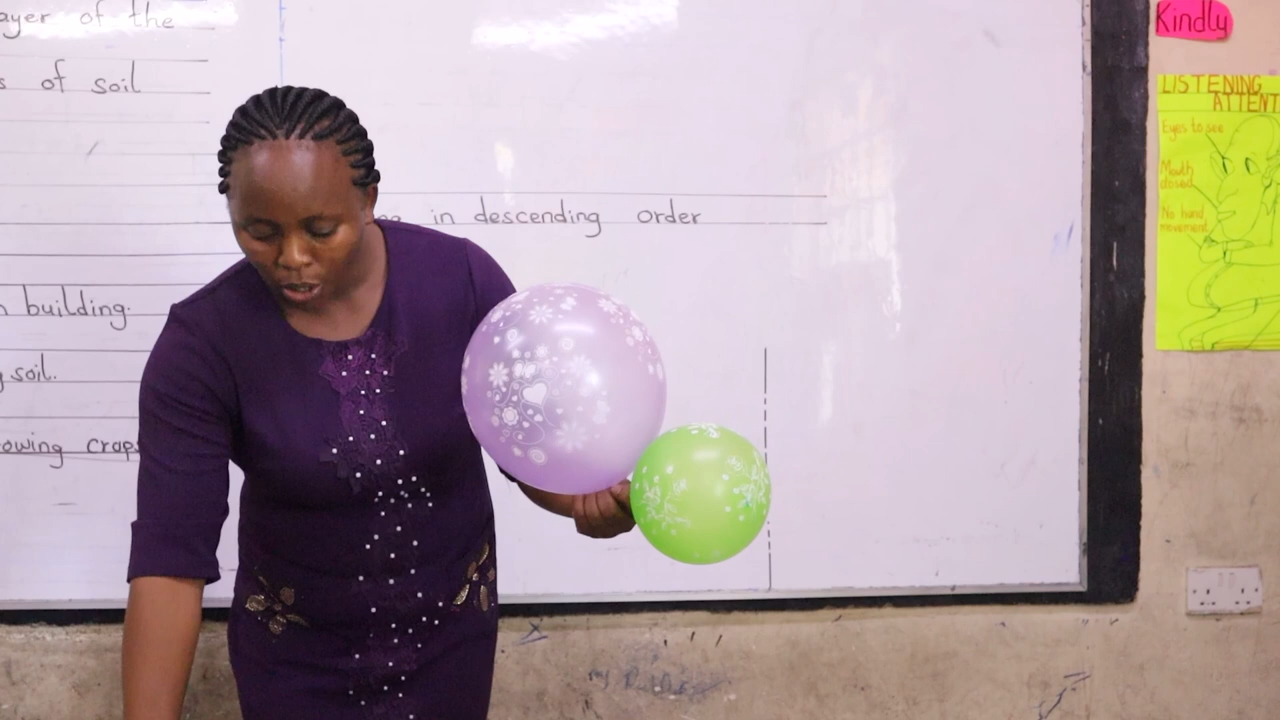 ayer of the
s of soil
in descending order
n building.
g soil.
owing crops
Kindly
LISTENING
ATTENT
Eyes to see
Mouth
closed
No hand
movement